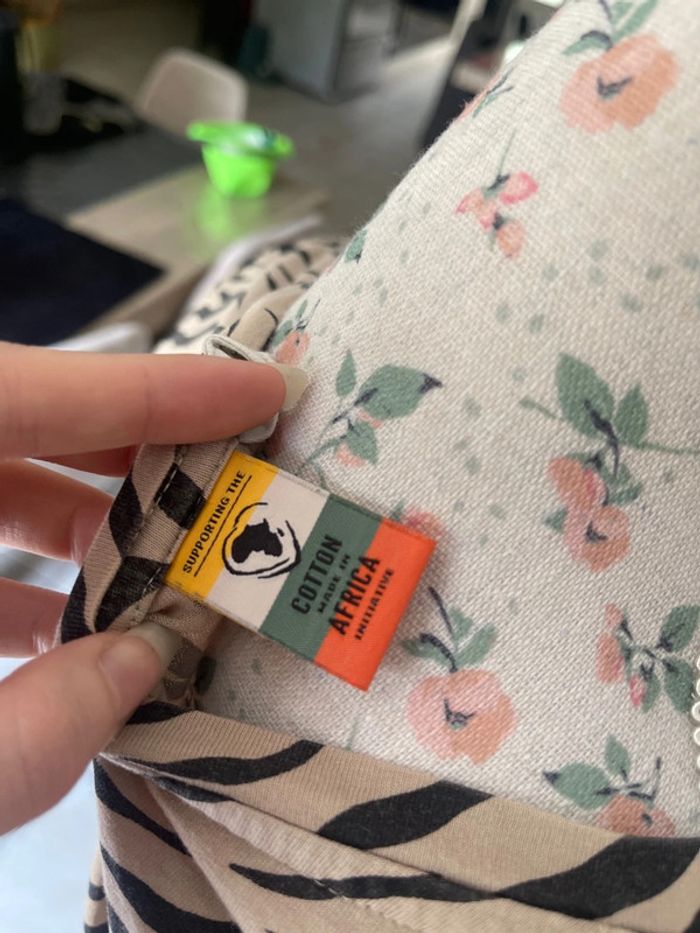 SUPPORTING THE
COTTON
MADE IN
AFRICA
INITIATIVE